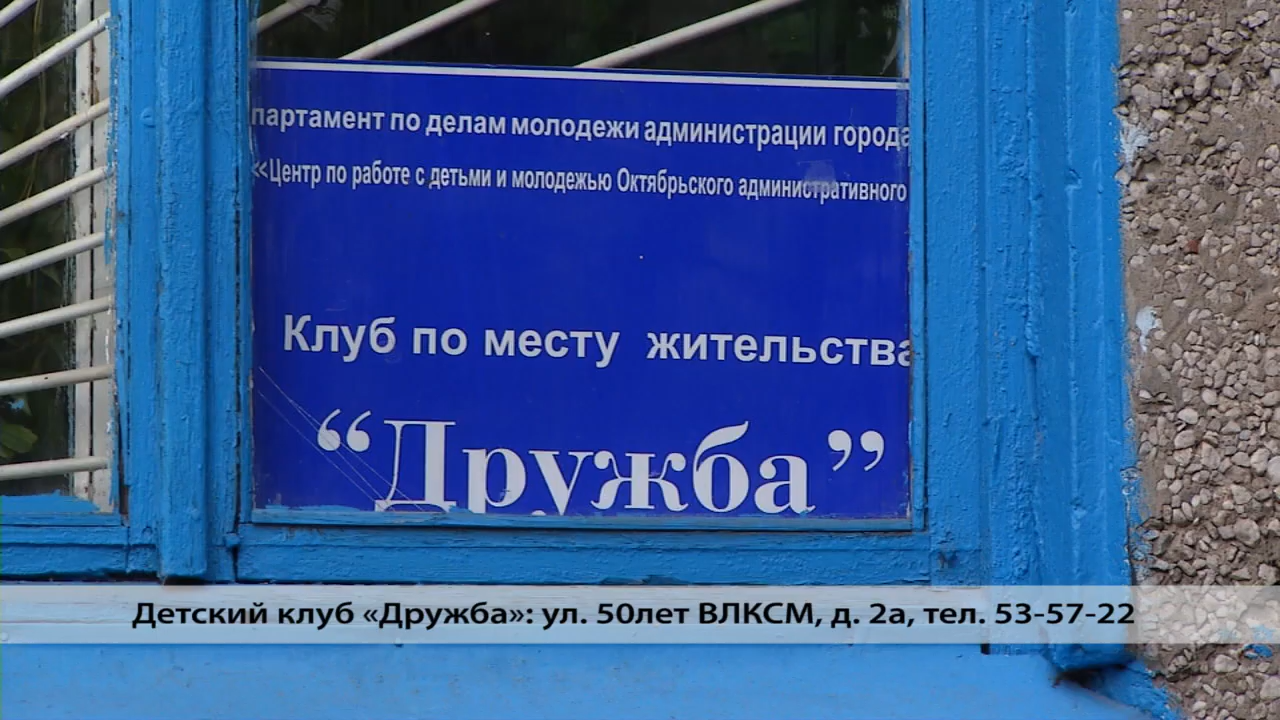 партамент по делам молодежи администрации города
«Центр по работе с детьми и молодежью Октябрьского административного
Клуб по месту жительства
“Дружба”
Детский клуб «Дружба»: ул. 50лет ВЛКСМ, д. 2а, тел. 53-57-22